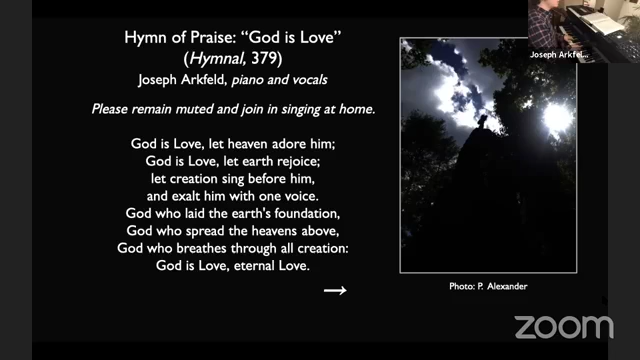 Hymn of Praise: “God is Love”
(Hymnal, 379)
Joseph Arkfeld, piano and vocals
Please remain muted and join in singing at home.
God is Love, let heaven adore him;
God is Love, let earth rejoice;
let creation sing before him,
and exalt him with one voice.
God who laid the earth's foundation,
God who spread the heavens above,
God who breathes through all creation:
God is Love, eternal Love.
→
Joseph Arkfel...
Photo: P. Alexander
zoom